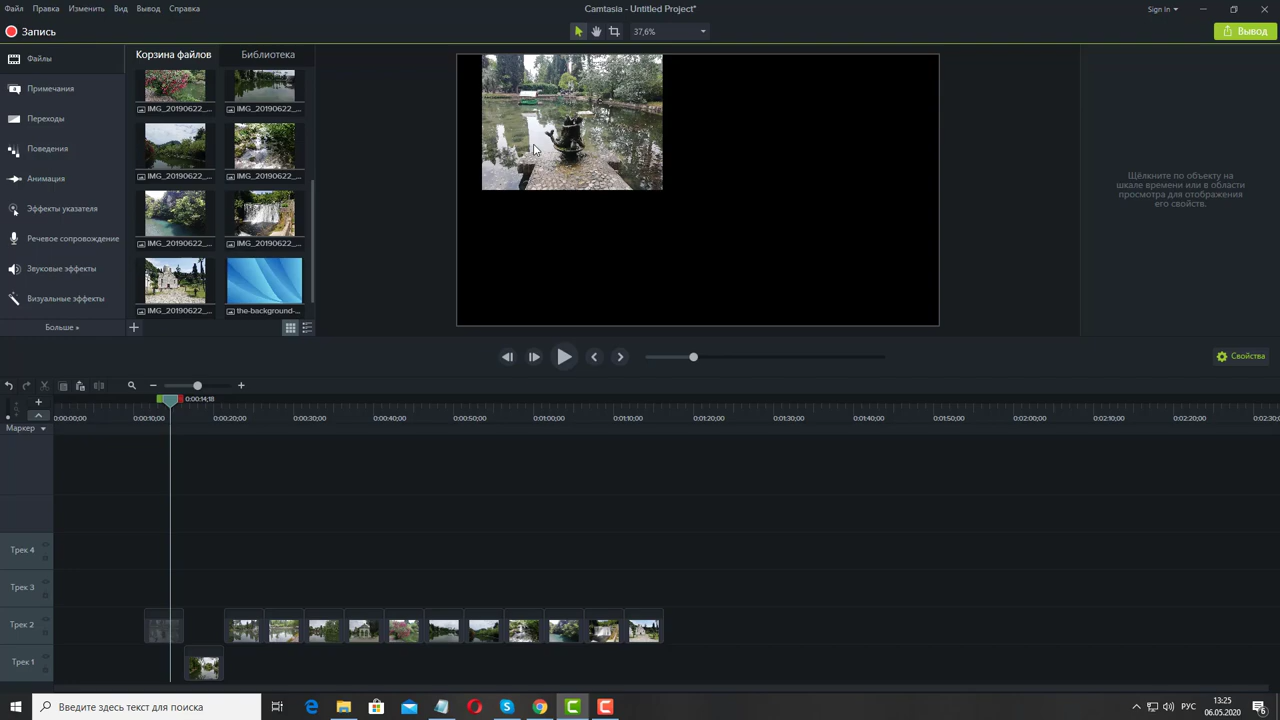 Файл Правка Изменить Вид Вывод Справка
Camtasia - Untitled Project*
Sign In
Запись
37,6%
Вывод
Файлы
Примечания
Переходы
Поведения
Анимация
Эффекты указателя
Речевое сопровождение
Звуковые эффекты
Визуальные эффекты
Больше »
Корзина файлов
Библиотека
IMG_20190622_... IMG_20190622_...
IMG_20190622_... IMG_20190622_...
IMG_20190622_... IMG_20190622_...
IMG_20190622_... the-background-...
Щёлкните по объекту на
шкале времени или в области
просмотра для отображения
его свойств.
Свойства
0:00:14;18
0:00:00;00 0:00:10;00 0:00:20;00 0:00:30;00 0:00:40;00 0:00:50;00 0:01:00;00 0:01:10;00 0:01:20;00 0:01:30;00 0:01:40;00 0:01:50;00 0:02:00;00 0:02:10;00 0:02:20;00 0:02:30;0
Маркер
Трек 4
Трек 3
Трек 2
Трек 1
Введите здесь текст для поиска
РУС
13:25
06.05.2020
6